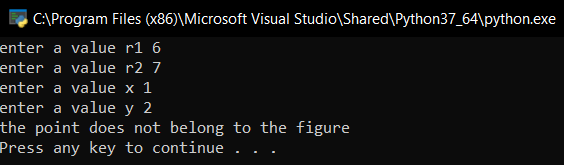 C:\Program Files (x86)\Microsoft Visual Studio\Shared\Python37_64\python.exe
enter a value r1 6
enter a value r2 7
enter a value x 1
enter a value y 2
the point does not belong to the figure
Press any key to continue . . .